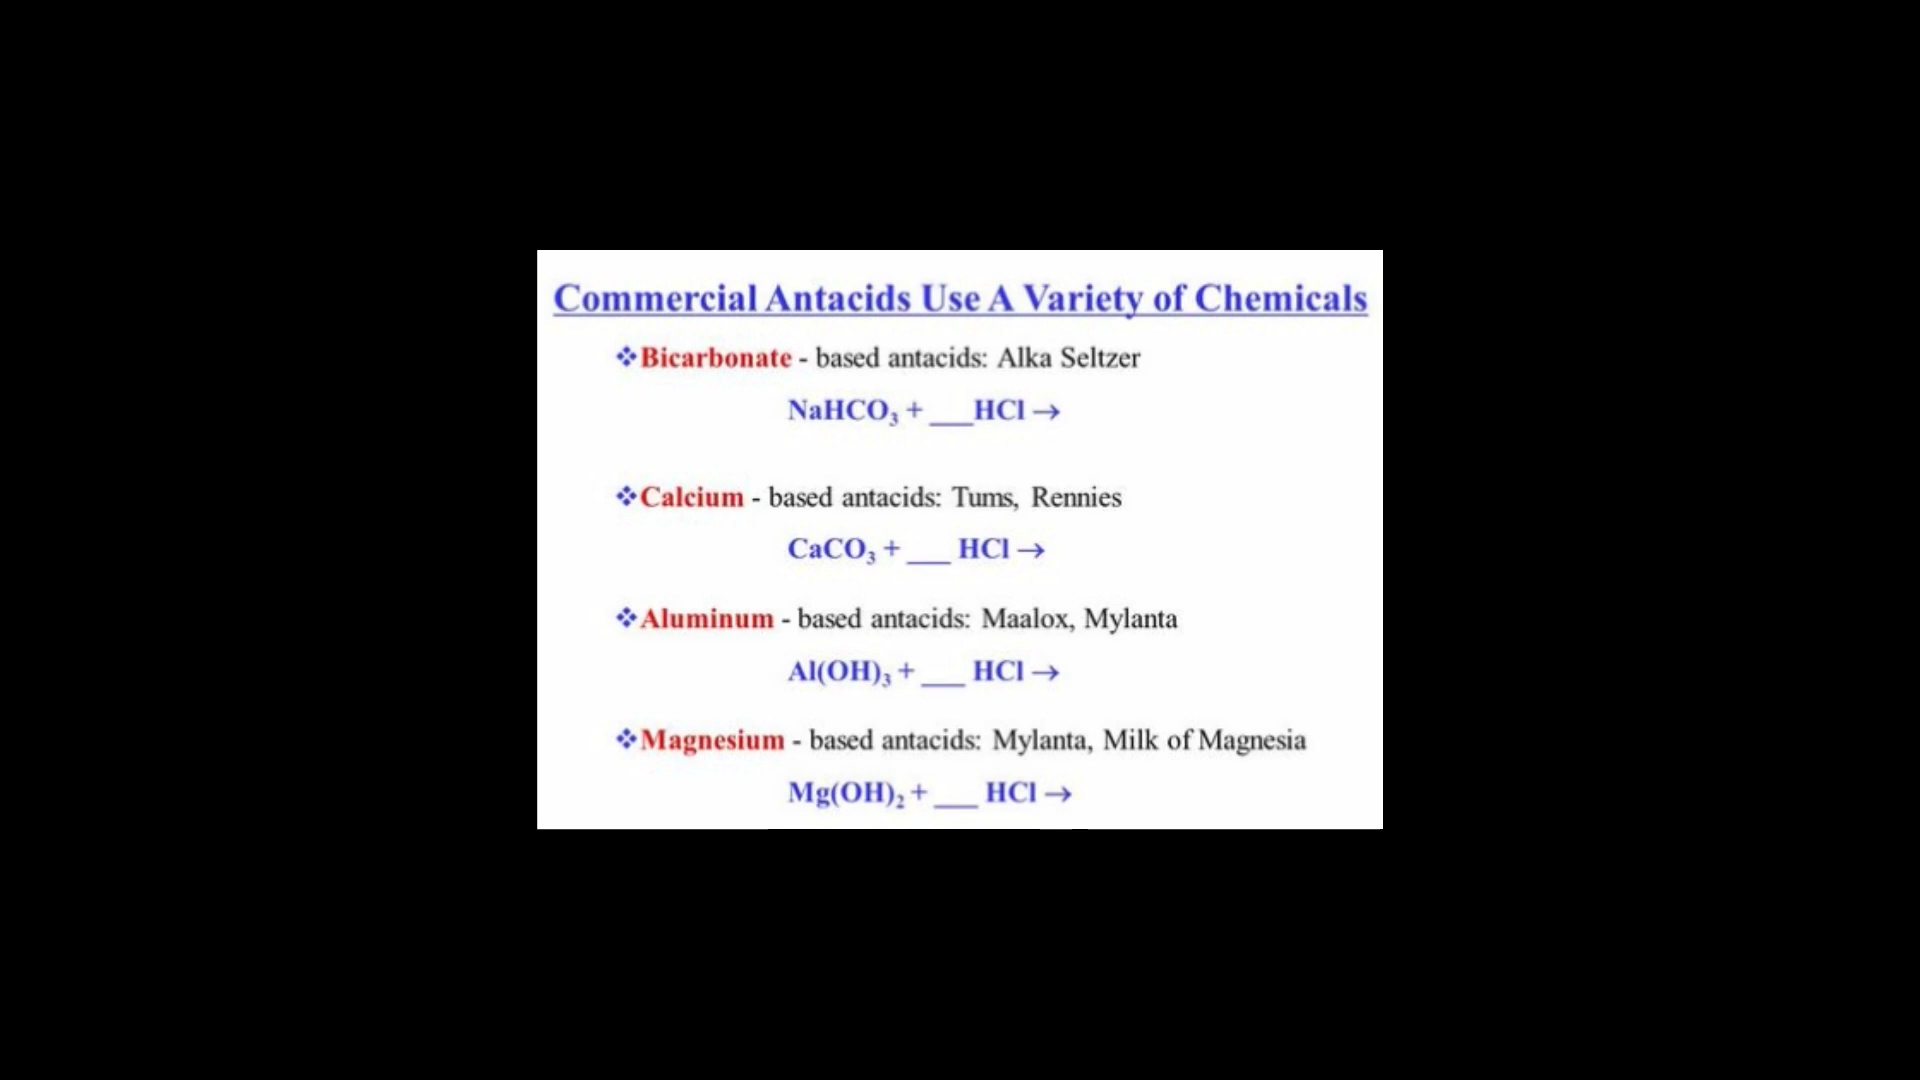 Commercial Antacids Use A Variety of Chemicals
❖Bicarbonate - based antacids: Alka Seltzer
NaHCO₃ + ___HCl →
❖Calcium - based antacids: Tums, Rennies
CaCO₃ + ___ HCl →
❖Aluminum - based antacids: Maalox, Mylanta
Al(OH)₃ + ___ HCl →
❖Magnesium - based antacids: Mylanta, Milk of Magnesia
Mg(OH)₂ + ___ HCl →